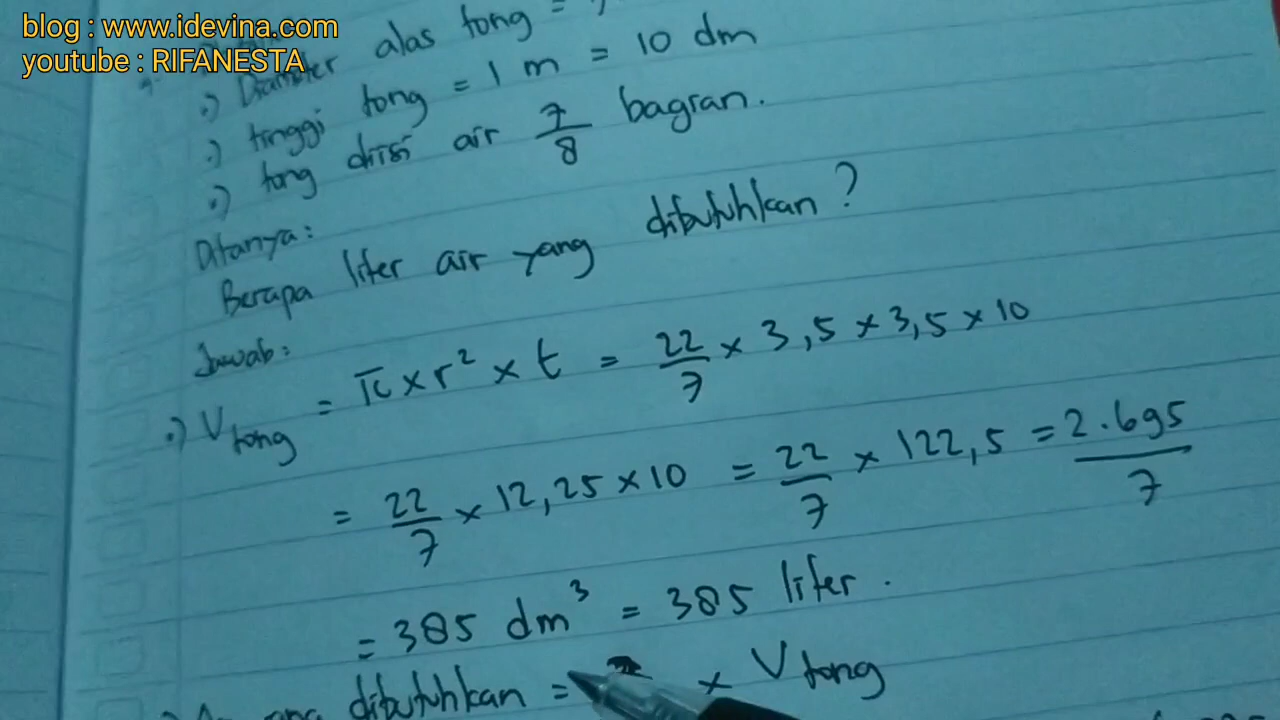 blog : www.idevina.com
youtube : RIFANESTA
.) Diameter alas tong =
.) tinggi tong = 1 m = 10 dm
.) tong diisi air 7/8 bagian.
Ditanya:
Berapa liter air yang dibutuhkan?
Jawab:
.) V tong = π × r² × t = 22/7 × 3,5 × 3,5 × 10
= 22/7 × 12,25 × 10 = 22/7 × 122,5 = 2.695/7
= 385 dm³ = 385 liter.
dibutuhkan = × V tong